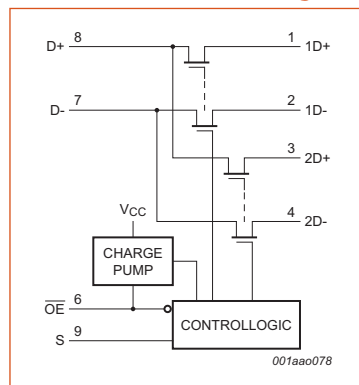 D+ 8 1 1D+
D- 7 2 1D-
3 2D+
4 2D-
VCC
CHARGE
PUMP
OE 6
CONTROLLOGIC
S 9
001aao078